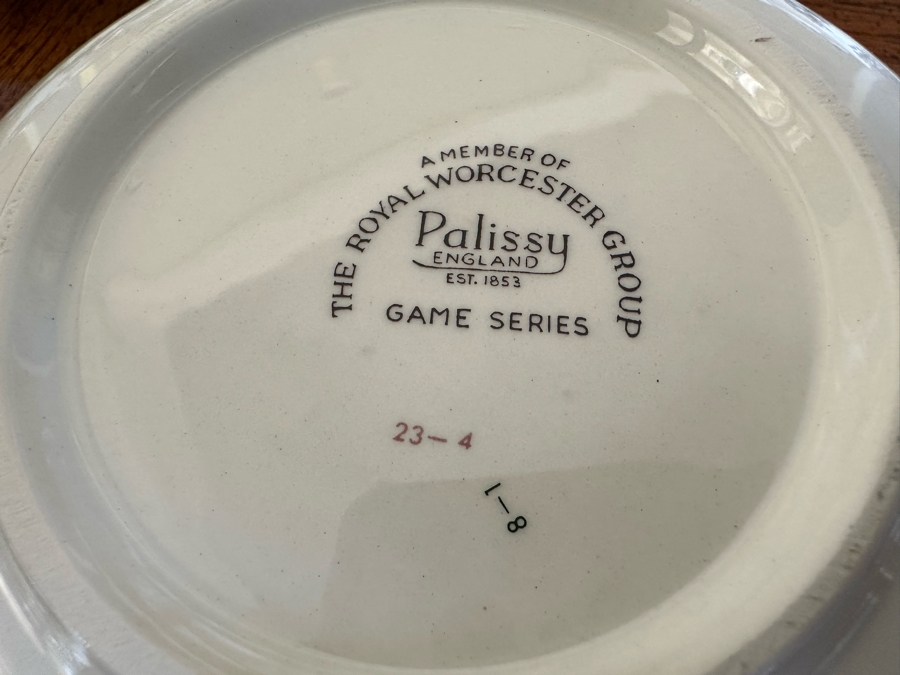 A MEMBER OF
THE ROYAL WORCESTER GROUP
Palissy
ENGLAND
EST. 1853
GAME SERIES
23-4
1-8